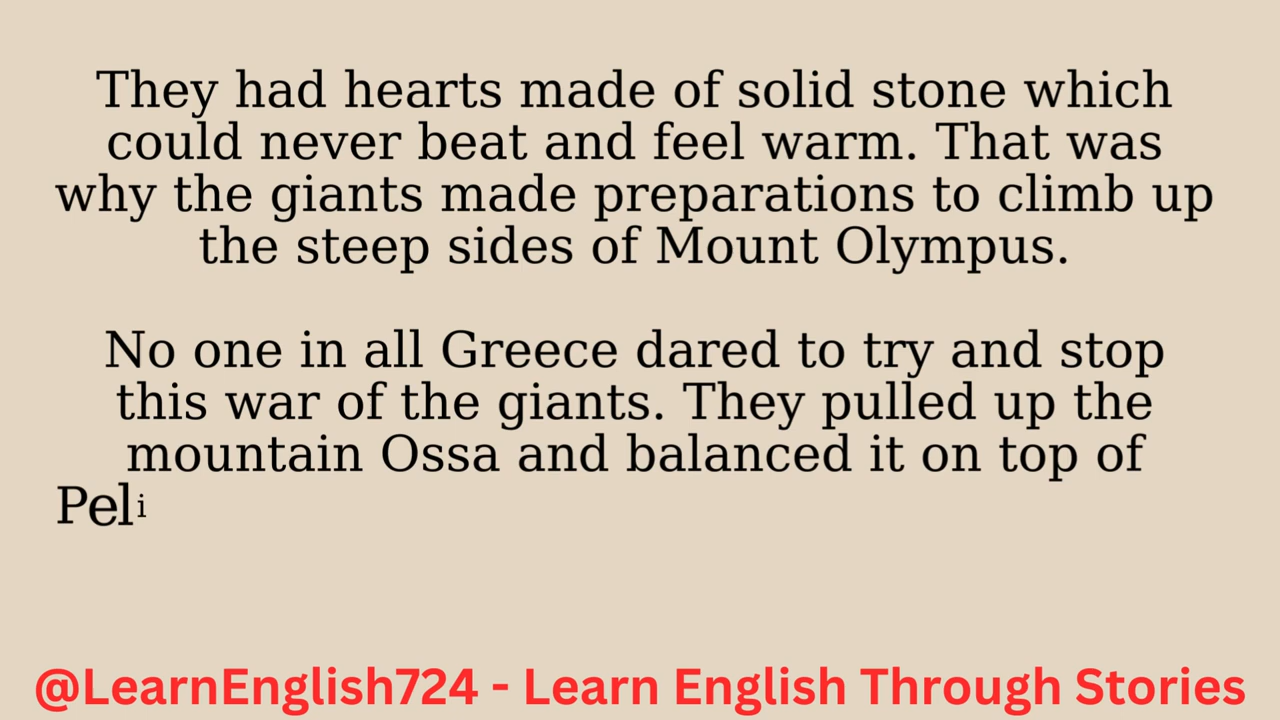 They had hearts made of solid stone which
could never beat and feel warm. That was
why the giants made preparations to climb up
the steep sides of Mount Olympus.
No one in all Greece dared to try and stop
this war of the giants. They pulled up the
mountain Ossa and balanced it on top of
Peli
@LearnEnglish724 - Learn English Through Stories